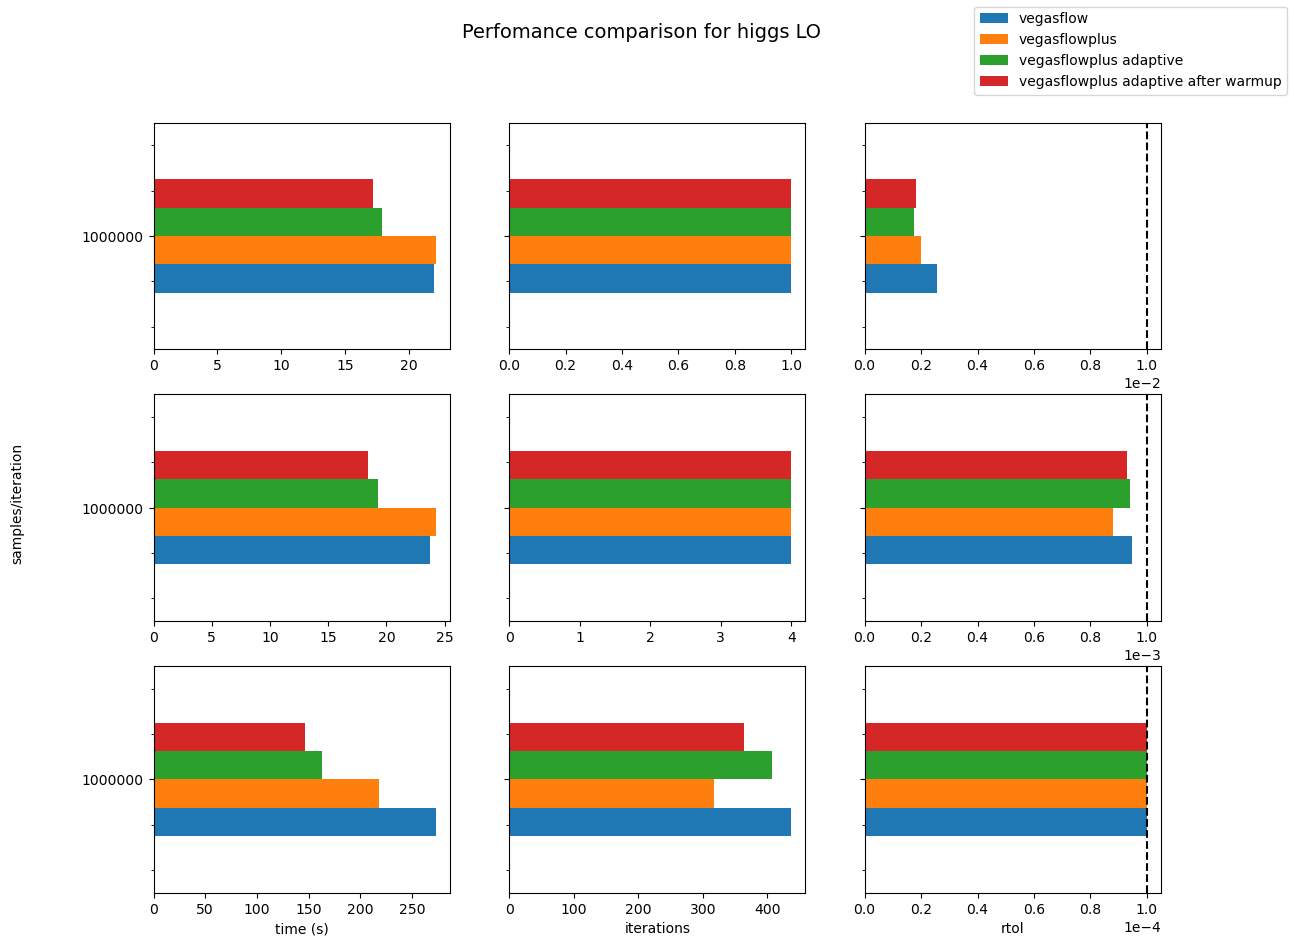 Perfomance comparison for higgs LO
vegasflow
vegasflowplus
vegasflowplus adaptive
vegasflowplus adaptive after warmup
samples/iteration
1000000
0 5 10 15 20
0.0 0.2 0.4 0.6 0.8 1.0
0.0 0.2 0.4 0.6 0.8 1.0
1e−2
1000000
0 5 10 15 20 25
0 1 2 3 4
0.0 0.2 0.4 0.6 0.8 1.0
1e−3
1000000
0 50 100 150 200 250
time (s)
0 100 200 300 400
iterations
0.0 0.2 0.4 0.6 0.8 1.0
1e−4
rtol